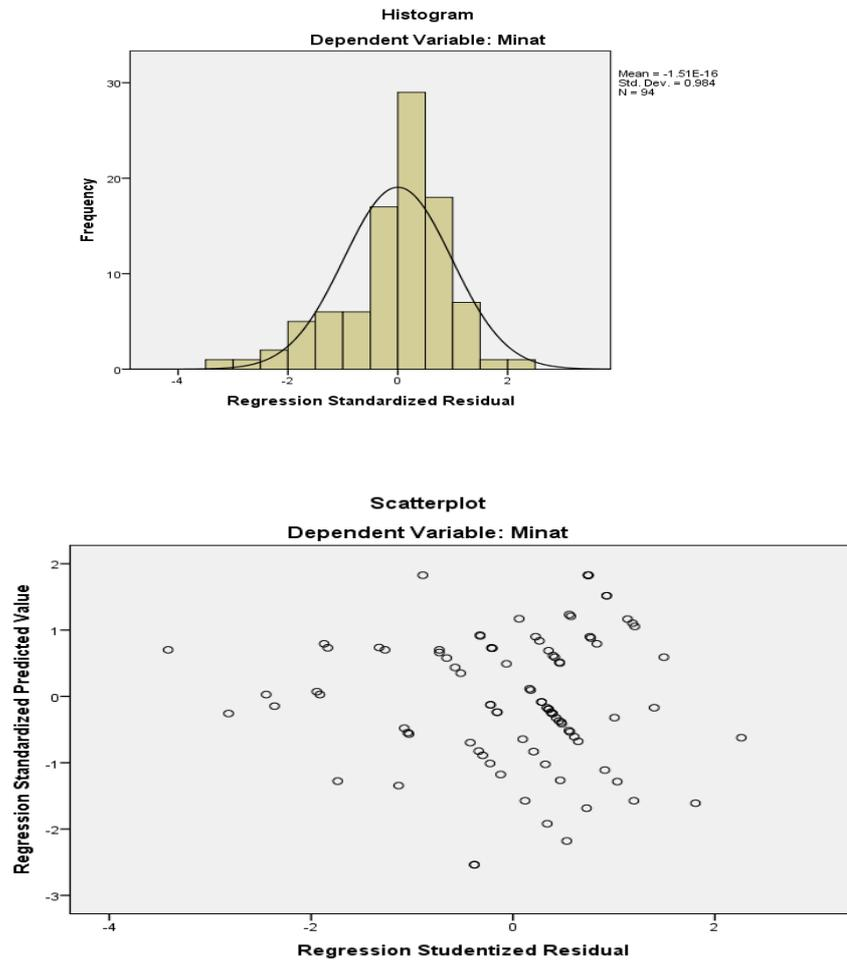 Histogram
Dependent Variable: Minat
Mean = -1.51E-16
Std. Dev. = 0.984
N = 94
Frequency
30
20
10
0
-4 -2 0 2
Regression Standardized Residual
Scatterplot
Dependent Variable: Minat
Regression Standardized Predicted Value
2
1
0
-1
-2
-3
-4 -2 0 2
Regression Studentized Residual